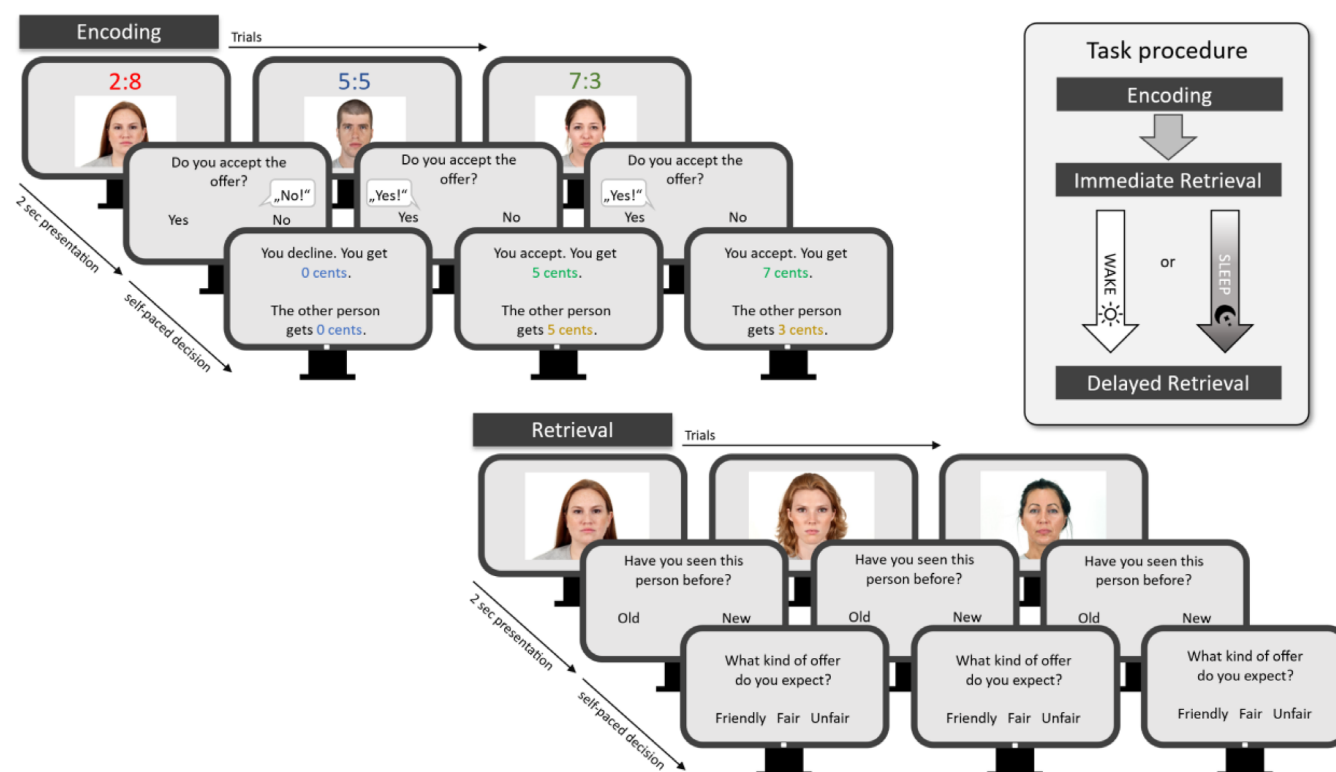 Encoding
Trials
2:8
5:5
7:3
Do you accept the
offer?
„No!“
Yes
No
Do you accept the
offer?
„Yes!“
Yes
No
Do you accept the
offer?
„Yes!“
Yes
No
2 sec presentation
self-paced decision
You decline. You get
0 cents.
The other person
gets 0 cents.
You accept. You get
5 cents.
The other person
gets 5 cents.
You accept. You get
7 cents.
The other person
gets 3 cents.
Task procedure
Encoding
Immediate Retrieval
WAKE
or
SLEEP
Delayed Retrieval
Retrieval
Trials
Have you seen this
person before?
Old
New
Have you seen this
person before?
Old
New
Have you seen this
person before?
Old
New
2 sec presentation
self-paced decision
What kind of offer
do you expect?
Friendly Fair Unfair
What kind of offer
do you expect?
Friendly Fair Unfair
What kind of offer
do you expect?
Friendly Fair Unfair